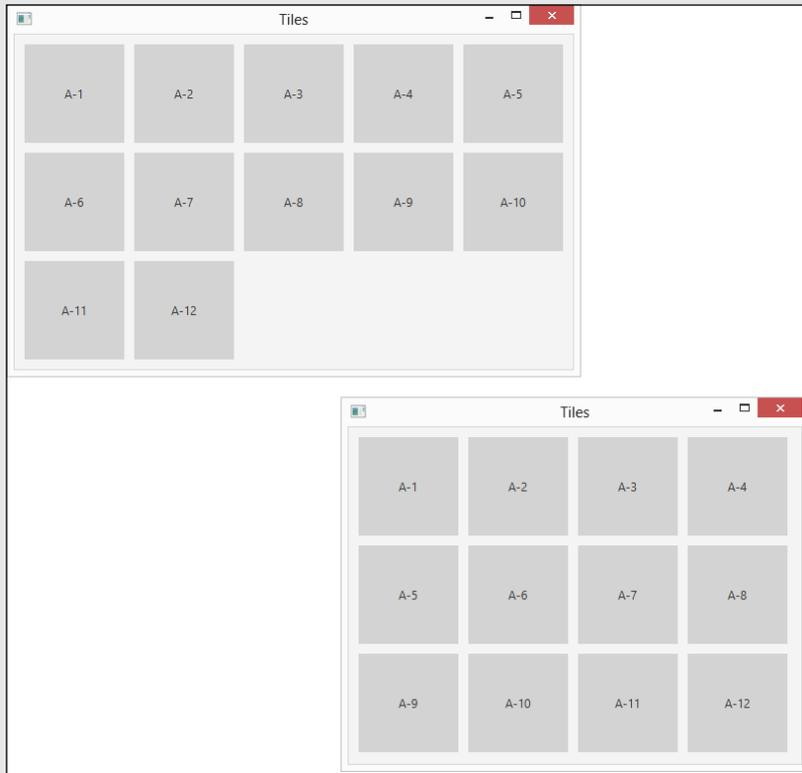 Tiles
A-1 A-2 A-3 A-4 A-5
A-6 A-7 A-8 A-9 A-10
A-11 A-12
Tiles
A-1 A-2 A-3 A-4
A-5 A-6 A-7 A-8
A-9 A-10 A-11 A-12